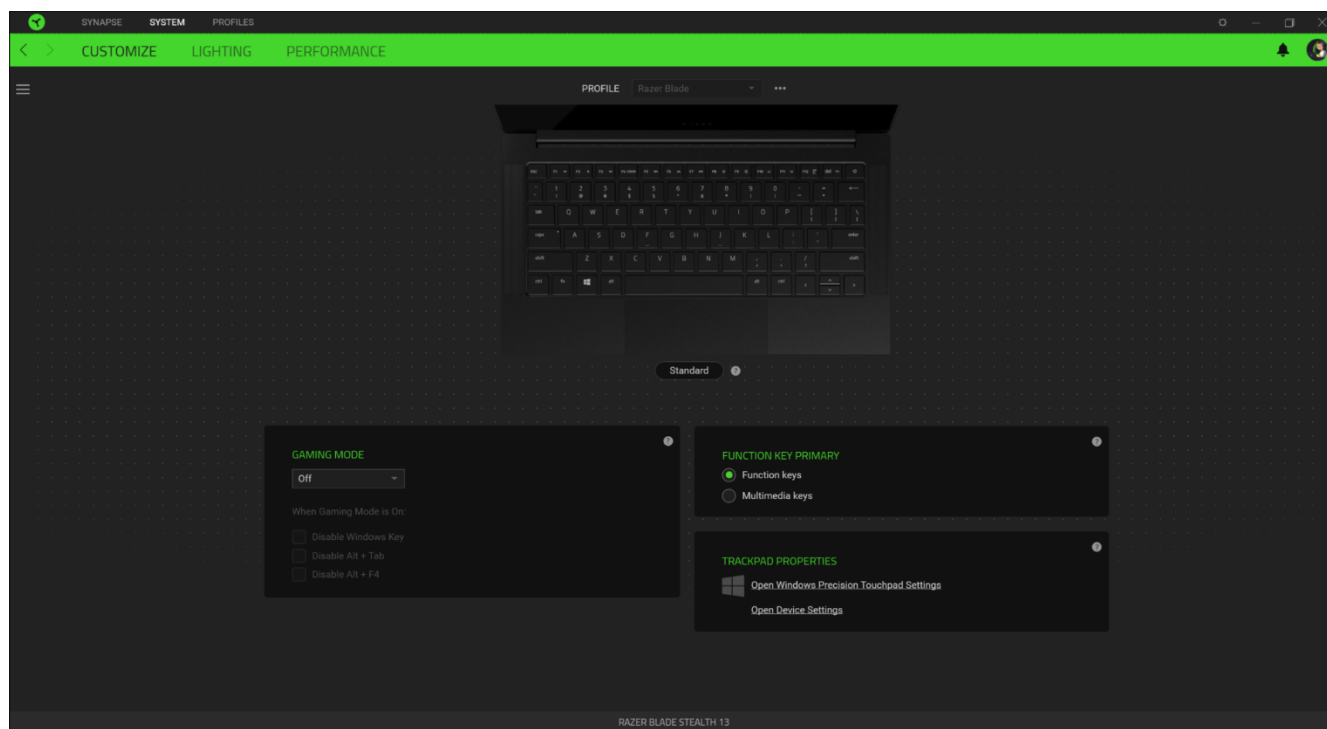 SYNAPSE SYSTEM PROFILES
CUSTOMIZE LIGHTING PERFORMANCE
PROFILE Razer Blade
Q W E R T Y U I O P
A S D F G H J K L
Z X C V B N M
Standard
GAMING MODE
Off
When Gaming Mode is On:
Disable Windows Key
Disable Alt + Tab
Disable Alt + F4
FUNCTION KEY PRIMARY
Function keys
Multimedia keys
TRACKPAD PROPERTIES
Open Windows Precision Touchpad Settings
Open Device Settings
RAZER BLADE STEALTH 13